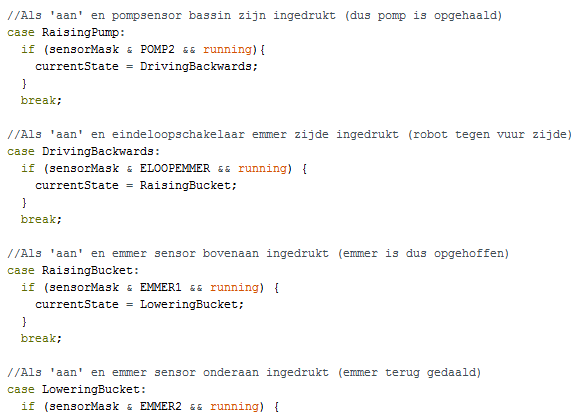 //Als 'aan' en pompsensor bassin zijn ingedrukt (dus pomp is opgehaald)
case RaisingPump:
  if (sensorMask & POMP2 && running){
    currentState = DrivingBackwards;
  }
  break;

//Als 'aan' en eindeloopschakelaar emmer zijde ingedrukt (robot tegen vuur zijde)
case DrivingBackwards:
  if (sensorMask & ELOOPEMMER && running) {
    currentState = RaisingBucket;
  }
  break;

//Als 'aan' en emmer sensor bovenaan ingedrukt (emmer is dus opgehoffen)
case RaisingBucket:
  if (sensorMask & EMMER1 && running) {
    currentState = LoweringBucket;
  }
  break;

//Als 'aan' en emmer sensor onderaan ingedrukt (emmer terug gedaald)
case LoweringBucket:
  if (sensorMask & EMMER2 && running) {